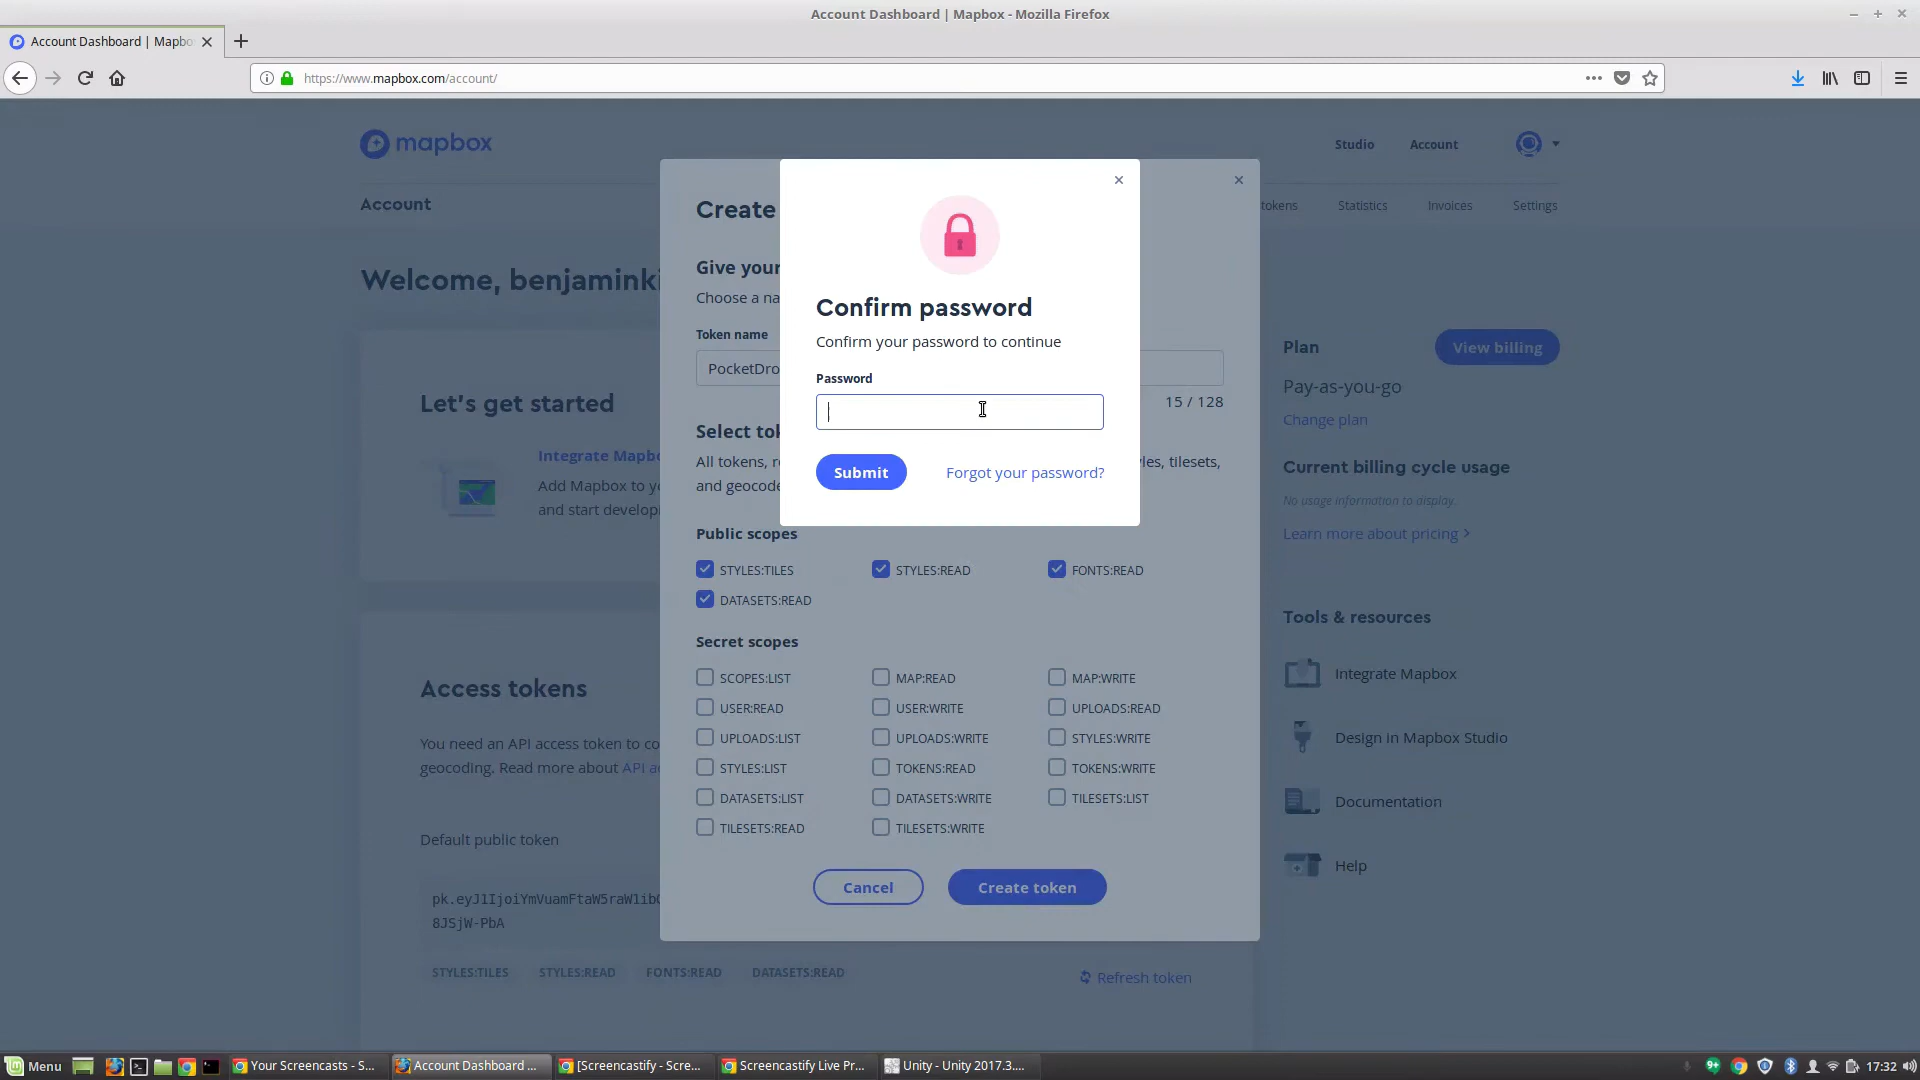 Account Dashboard | Mapbox - Mozilla Firefox
Account Dashboard | Mapbo
https://www.mapbox.com/account/
mapbox
Studio
Account
Account
tokens
Statistics
Invoices
Settings
Welcome, benjaminki
Let's get started
Integrate Mapbo
Add Mapbox to yo
and start develop
Access tokens
You need an API access token to co
geocoding. Read more about API a
Default public token
8JSjW-PbA
STYLES:TILES STYLES:READ FONTS:READ DATASETS:READ
Refresh token
Create
Give your
Choose a na
Token name
PocketDro
15 / 128
Select tok
All tokens, r
les, tilesets,
and geocode
Public scopes
STYLES:TILES STYLES:READ FONTS:READ
DATASETS:READ
Secret scopes
SCOPES:LIST MAP:READ MAP:WRITE
USER:READ USER:WRITE UPLOADS:READ
UPLOADS:LIST UPLOADS:WRITE STYLES:WRITE
STYLES:LIST TOKENS:READ TOKENS:WRITE
DATASETS:LIST DATASETS:WRITE TILESETS:LIST
TILESETS:READ TILESETS:WRITE
Cancel
Create token
Confirm password
Confirm your password to continue
Password
Submit
Forgot your password?
Plan
View billing
Pay-as-you-go
Change plan
Current billing cycle usage
No usage information to display.
Learn more about pricing >
Tools & resources
Integrate Mapbox
Design in Mapbox Studio
Documentation
Help
Menu
Your Screencasts - S...
Account Dashboard ...
[Screencastify - Scre...
Screencastify Live Pr...
Unity - Unity 2017.3....
9+
17:32